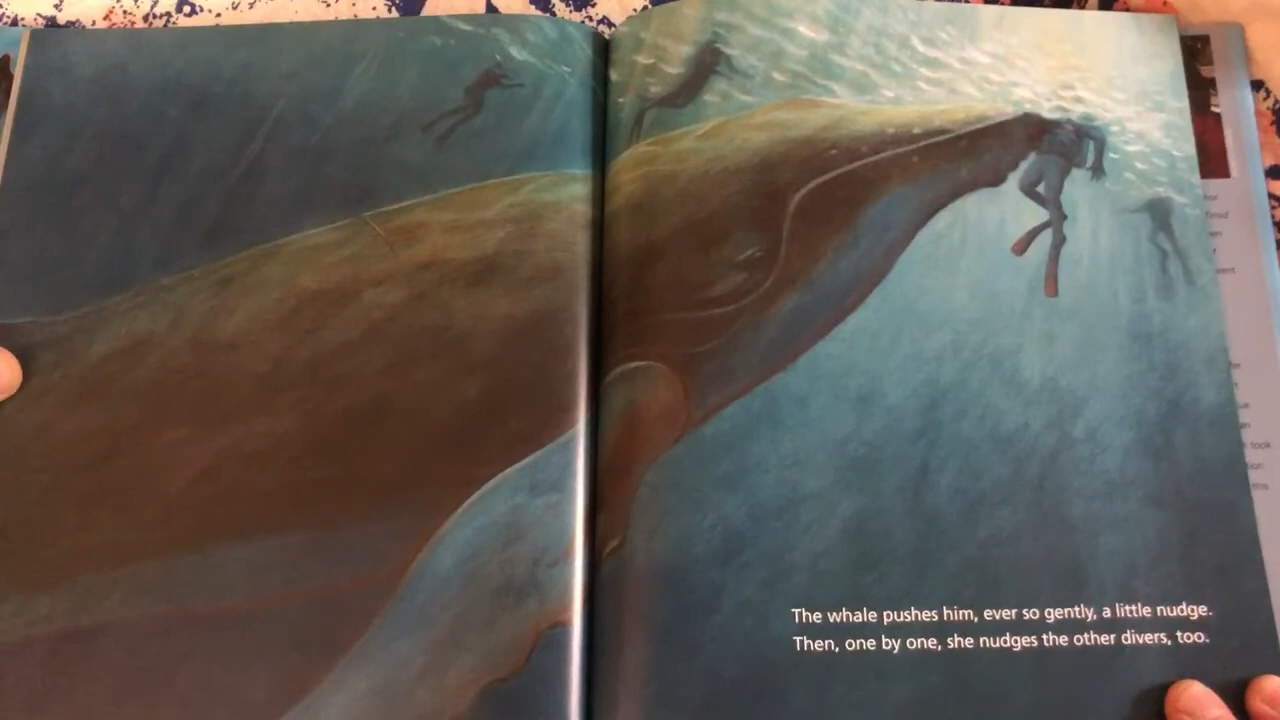 The whale pushes him, ever so gently, a little nudge.
Then, one by one, she nudges the other divers, too.
took